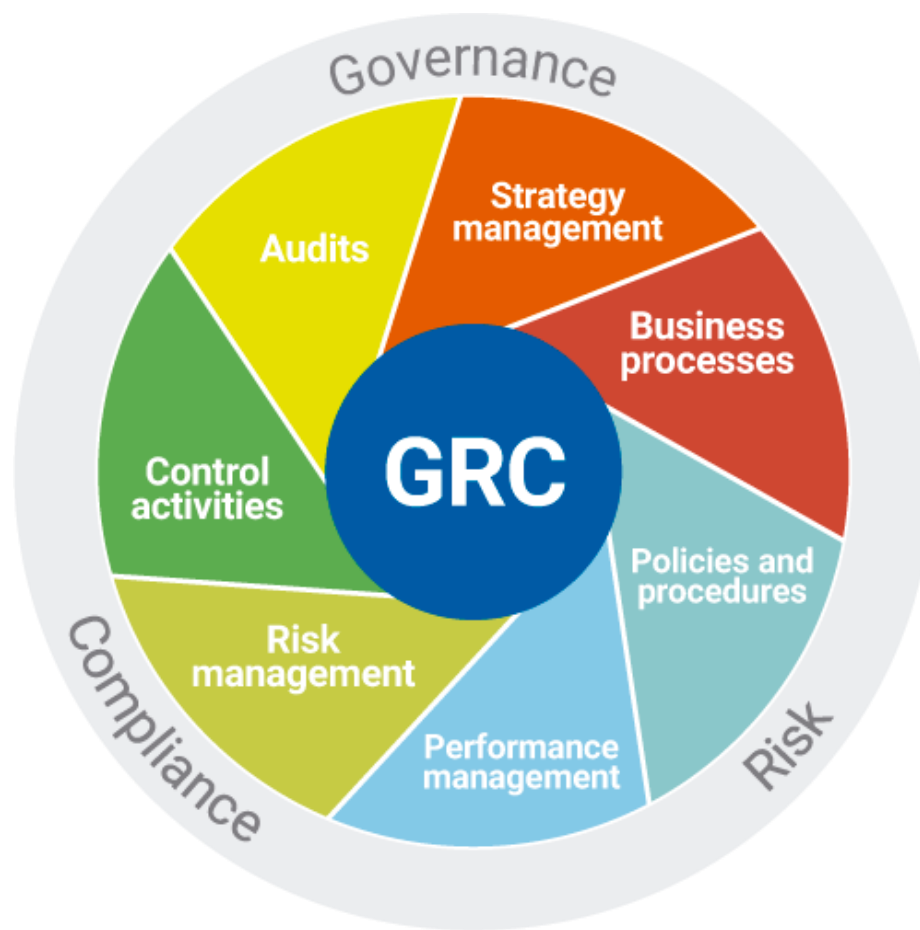 Governance
Strategy
management
Business
processes
Policies and
procedures
Performance
management
Risk
management
Control
activities
Audits
GRC
Risk
Compliance